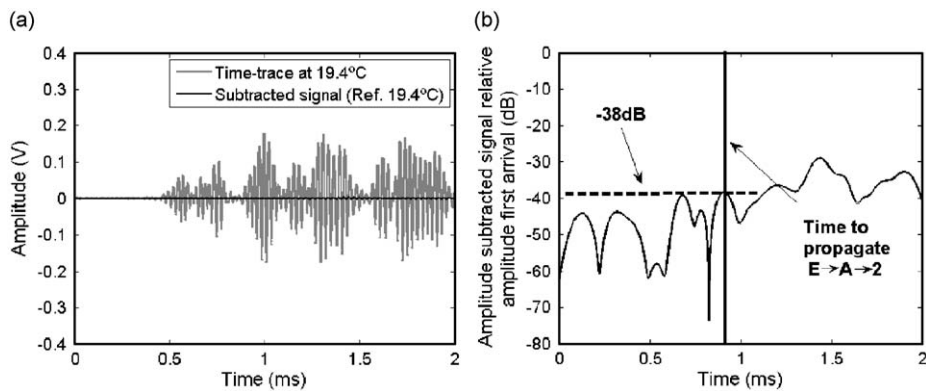 (a)
0.4
0.3
0.2
0.1
0
-0.1
-0.2
-0.3
-0.4
Amplitude (V)
Time-trace at 19.4ºC
Subtracted signal (Ref. 19.4ºC)
0
0.5
1
1.5
2
Time (ms)
(b)
0
-10
-20
-30
-40
-50
-60
-70
-80
Amplitude subtracted signal relative
amplitude first arrival (dB)
-38dB
Time to
propagate
E→A→2
0
0.5
1
1.5
2
Time (ms)